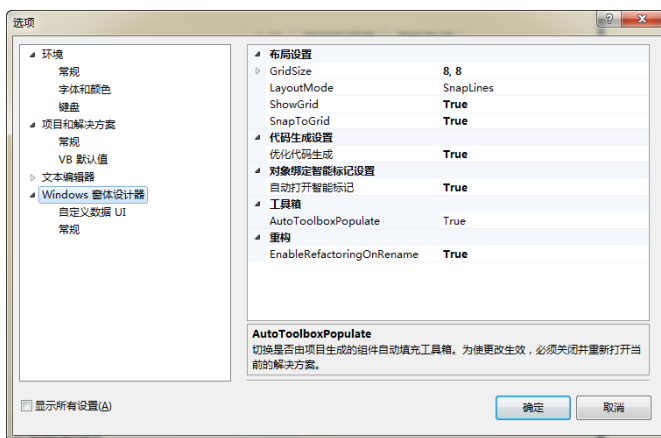 选项
环境
常规
字体和颜色
键盘
项目和解决方案
常规
VB 默认值
文本编辑器
Windows 窗体设计器
自定义数据 UI
常规
布局设置
GridSize 8, 8
LayoutMode SnapLines
ShowGrid True
SnapToGrid True
代码生成设置
优化代码生成 True
对象绑定智能标记设置
自动打开智能标记 True
工具箱
AutoToolboxPopulate True
重构
EnableRefactoringOnRename True
AutoToolboxPopulate
切换是否由项目生成的组件自动填充工具箱。为使更改生效，必须关闭并重新打开当
前的解决方案。
显示所有设置(A)
确定
取消